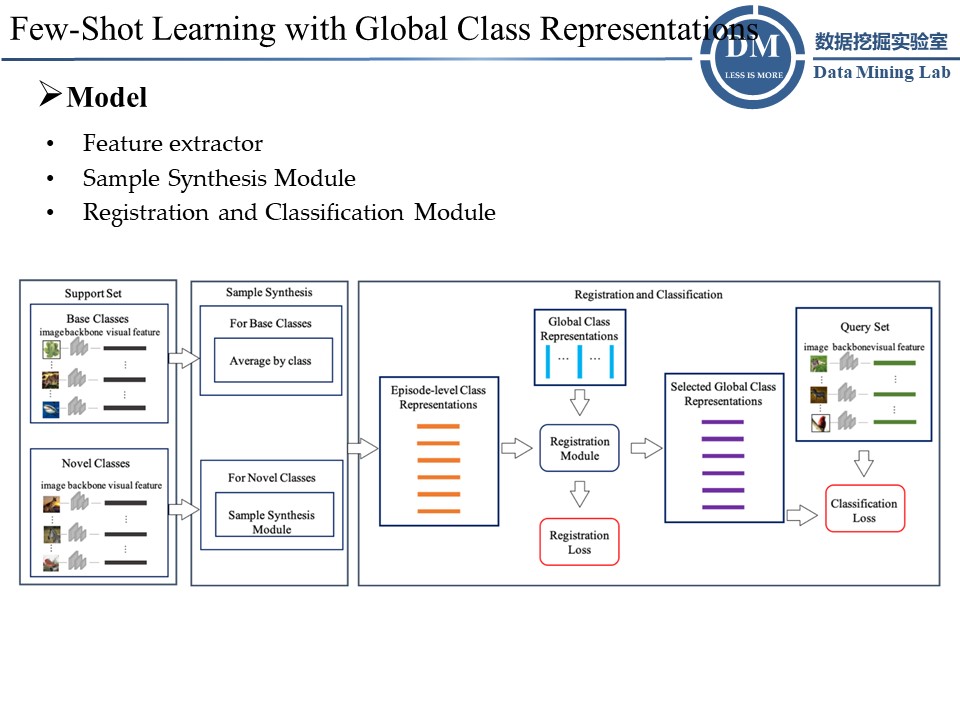 Few-Shot Learning with Global Class Representations
DM
LESS IS MORE
数据挖掘实验室
Data Mining Lab
➢Model
• Feature extractor
• Sample Synthesis Module
• Registration and Classification Module
Support Set
Base Classes
image backbone visual feature
Novel Classes
image backbone visual feature
Sample Synthesis
For Base Classes
Average by class
For Novel Classes
Sample Synthesis
Module
Registration and Classification
Episode-level Class
Representations
Global Class
Representations
... ...
Registration
Module
Registration
Loss
Selected Global Class
Representations
Query Set
image backbone visual feature
Classification
Loss